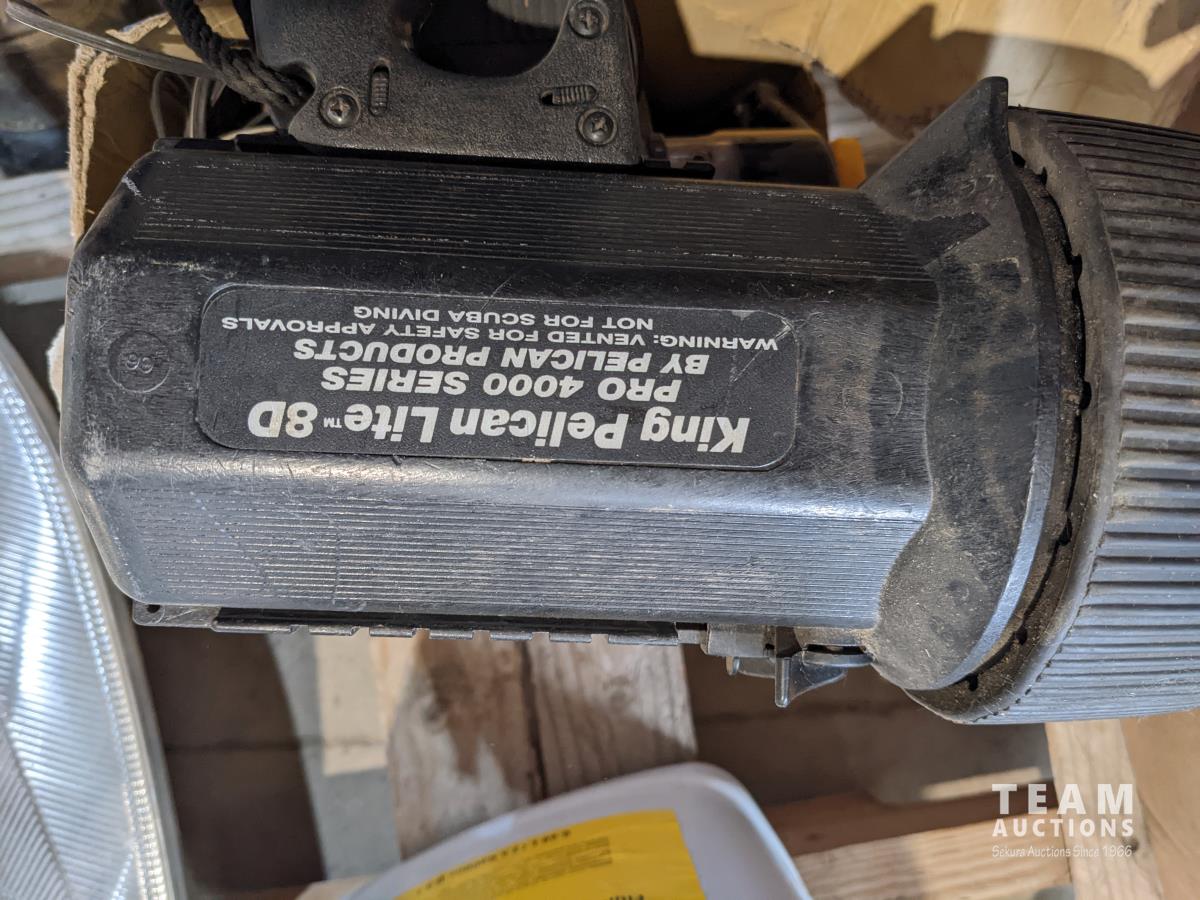 King Pelican Lite™ 8D
PRO 4000 SERIES
BY PELICAN PRODUCTS
WARNING: VENTED FOR SAFETY APPROVALS
NOT FOR SCUBA DIVING
TEAM
AUCTIONS
Sekura Auctions Since 1966